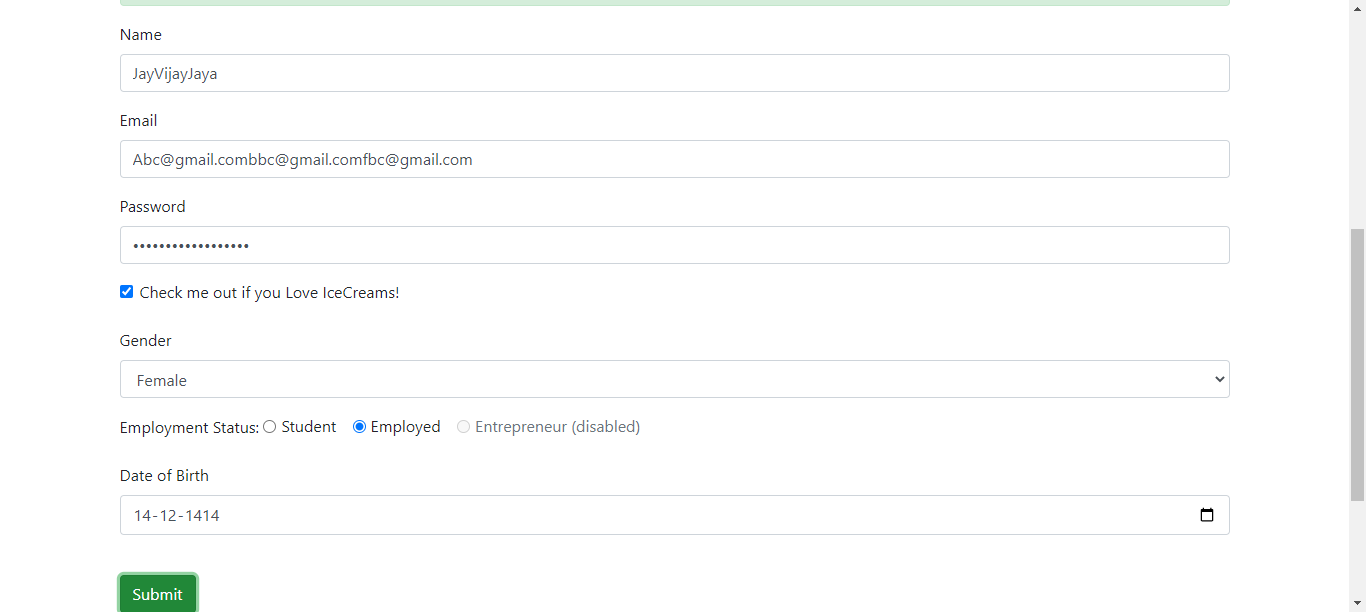 Name
JayVijayJaya
Email
Abc@gmail.combbc@gmail.comfbc@gmail.com
Password
••••••••••••••••••
Check me out if you Love IceCreams!
Gender
Female
Employment Status: Student Employed Entrepreneur (disabled)
Date of Birth
14-12-1414
Submit